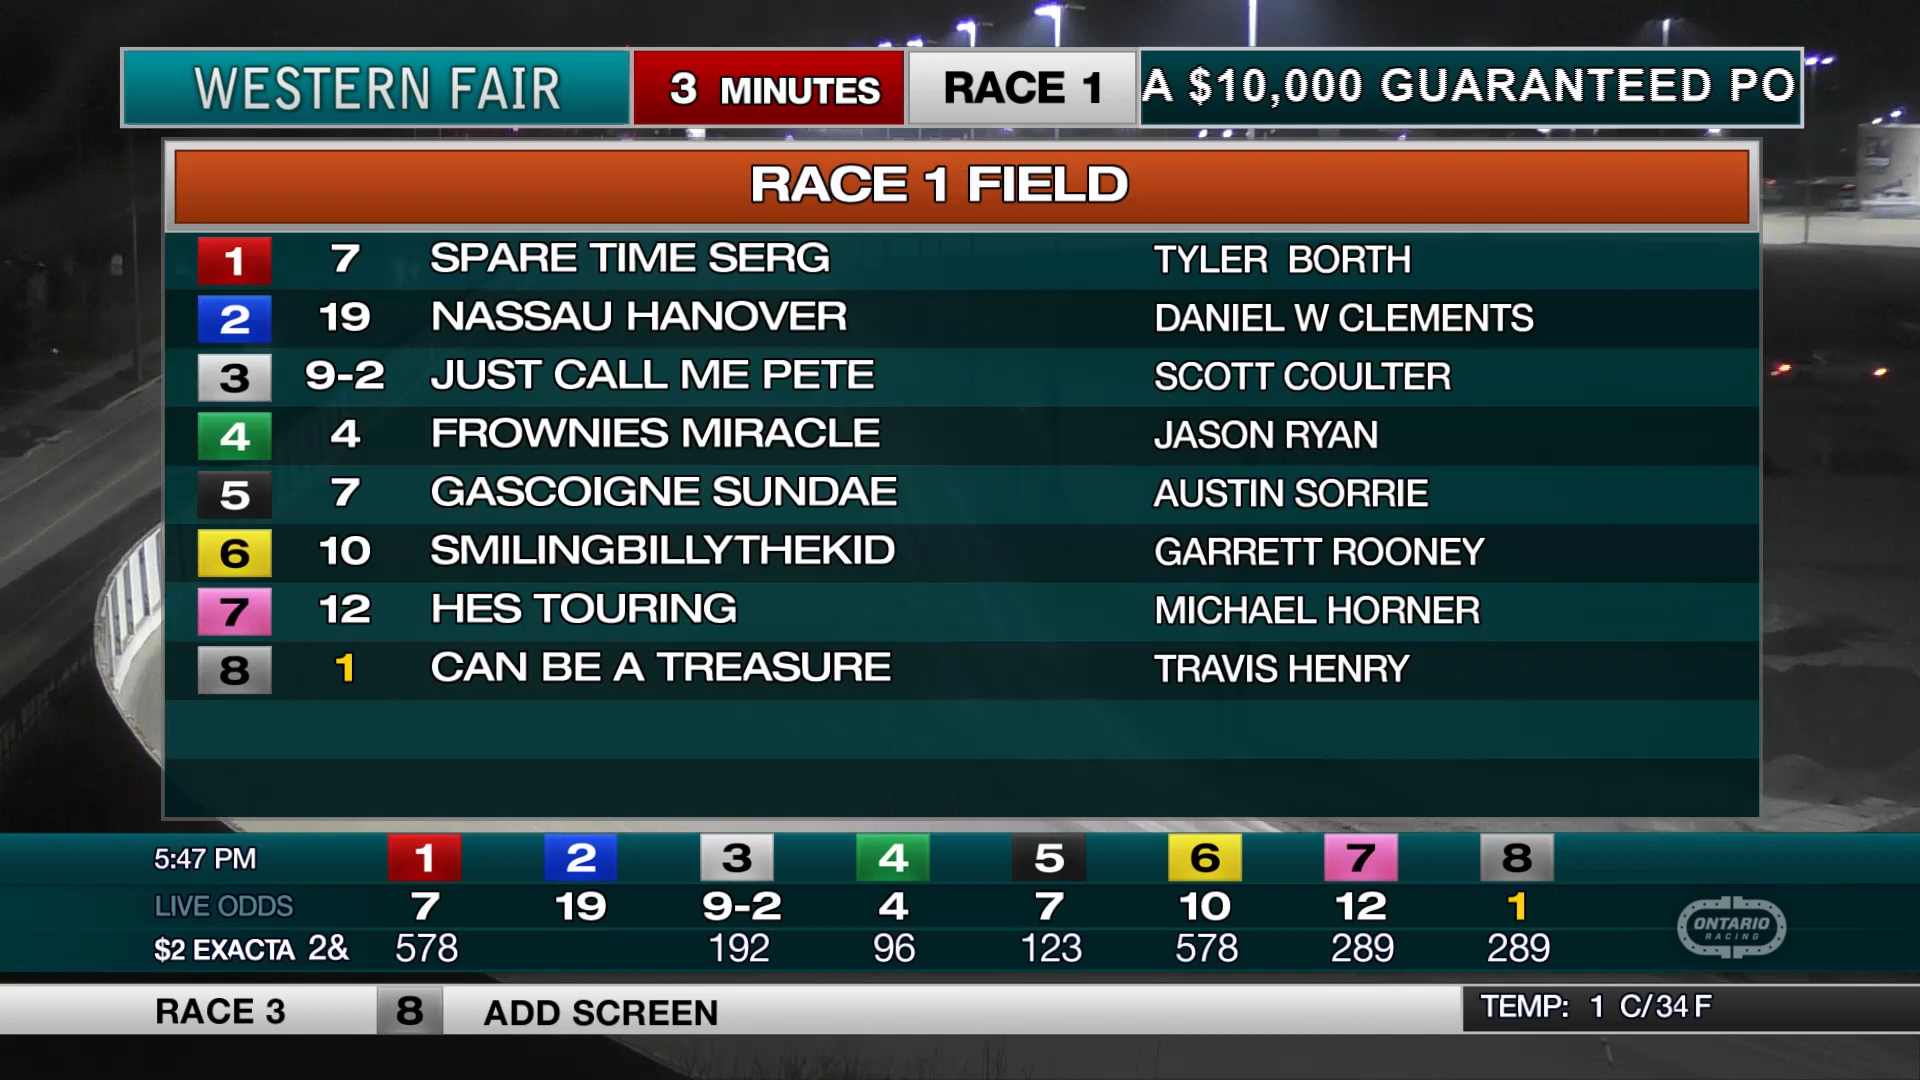 WESTERN FAIR 3 MINUTES RACE 1 A $10,000 GUARANTEED PO
RACE 1 FIELD
1 7 SPARE TIME SERG TYLER BORTH
2 19 NASSAU HANOVER DANIEL W CLEMENTS
3 9-2 JUST CALL ME PETE SCOTT COULTER
4 4 FROWNIES MIRACLE JASON RYAN
5 7 GASCOIGNE SUNDAE AUSTIN SORRIE
6 10 SMILINGBILLYTHEKID GARRETT ROONEY
7 12 HES TOURING MICHAEL HORNER
8 1 CAN BE A TREASURE TRAVIS HENRY
5:47 PM 1 2 3 4 5 6 7 8
LIVE ODDS 7 19 9-2 4 7 10 12 1
$2 EXACTA 2& 578 192 96 123 578 289 289
ONTARIO
RACING
RACE 3 8 ADD SCREEN TEMP: 1 C/34 F